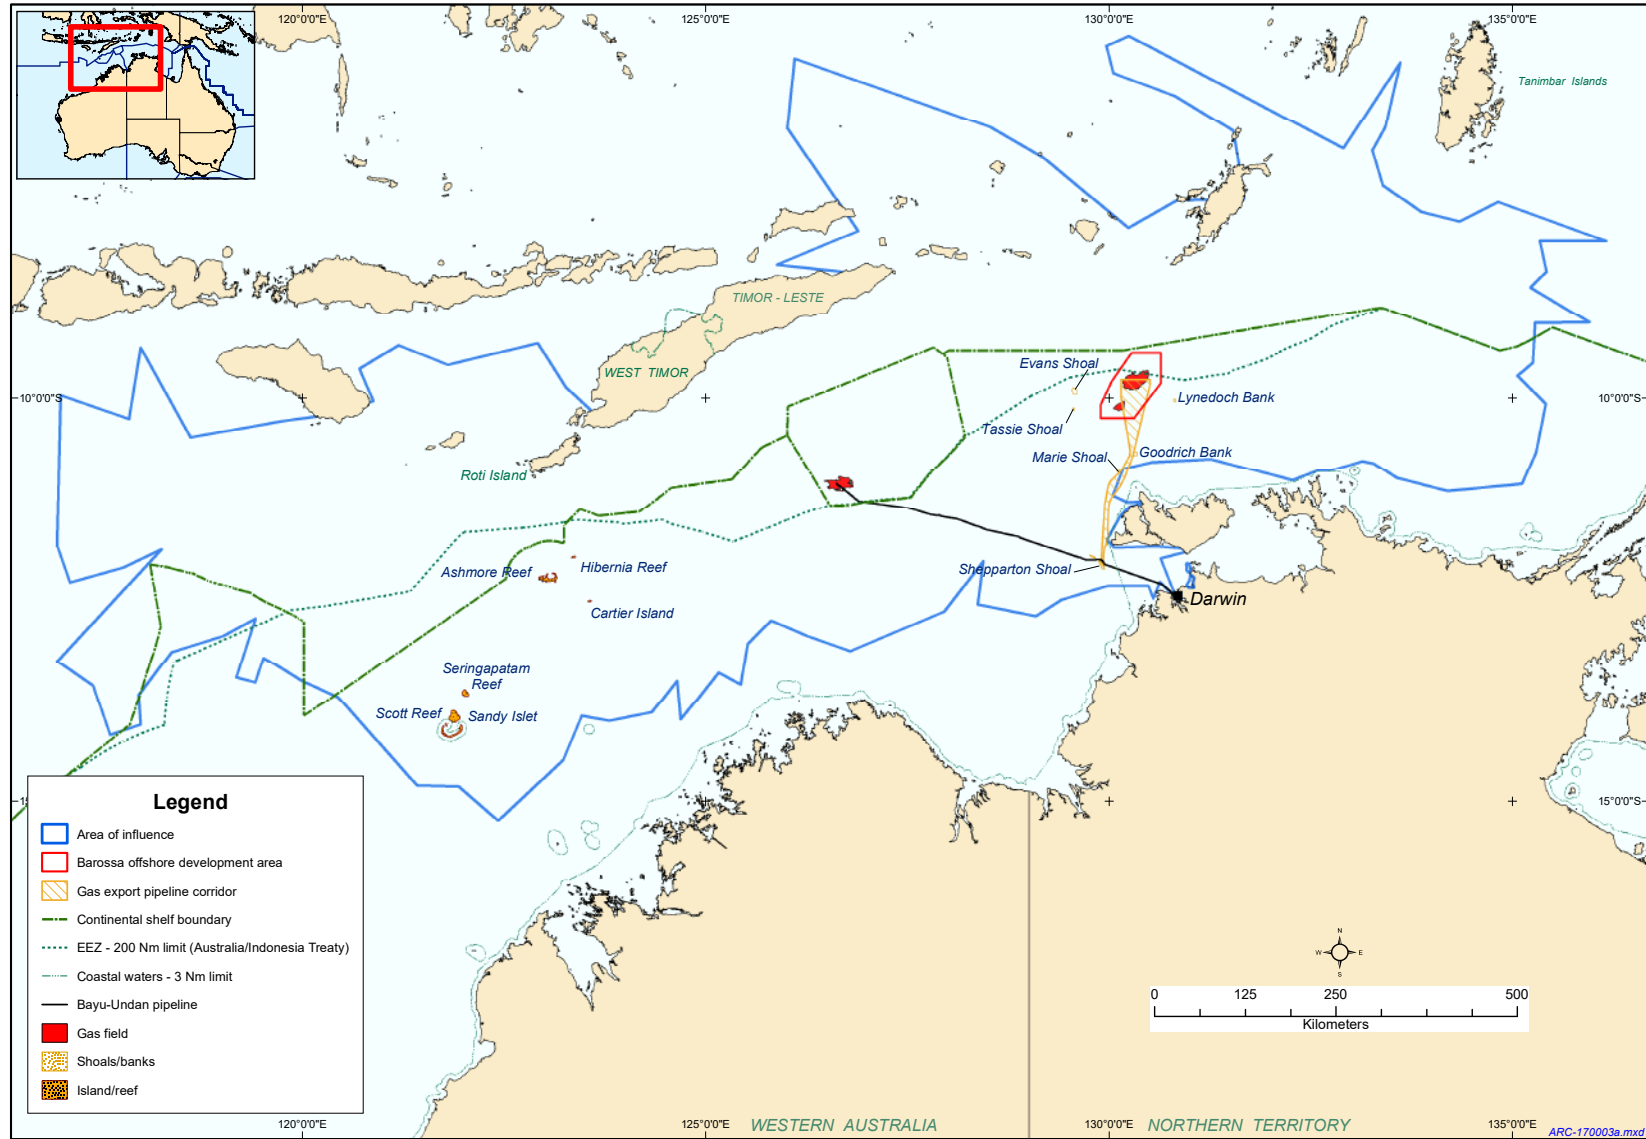 120°0'0"E
125°0'0"E
130°0'0"E
135°0'0"E
Tanimbar Islands
TIMOR - LESTE
WEST TIMOR
Evans Shoal
10°0'0"S
Lynedoch Bank
10°0'0"S
Tassie Shoal
Marie Shoal
Goodrich Bank
Roti Island
Ashmore Reef
Hibernia Reef
Shepparton Shoal
Cartier Island
Darwin
Seringapatam
Reef
Scott Reef
Sandy Islet
15°0'0"S
Legend
Area of influence
Barossa offshore development area
Gas export pipeline corridor
Continental shelf boundary
EEZ - 200 Nm limit (Australia/Indonesia Treaty)
Coastal waters - 3 Nm limit
Bayu-Undan pipeline
Gas field
Shoals/banks
Island/reef
N
W
E
S
0
125
250
500
Kilometers
WESTERN AUSTRALIA
NORTHERN TERRITORY
120°0'0"E
125°0'0"E
130°0'0"E
135°0'0"E
ARC-170003a.mxd